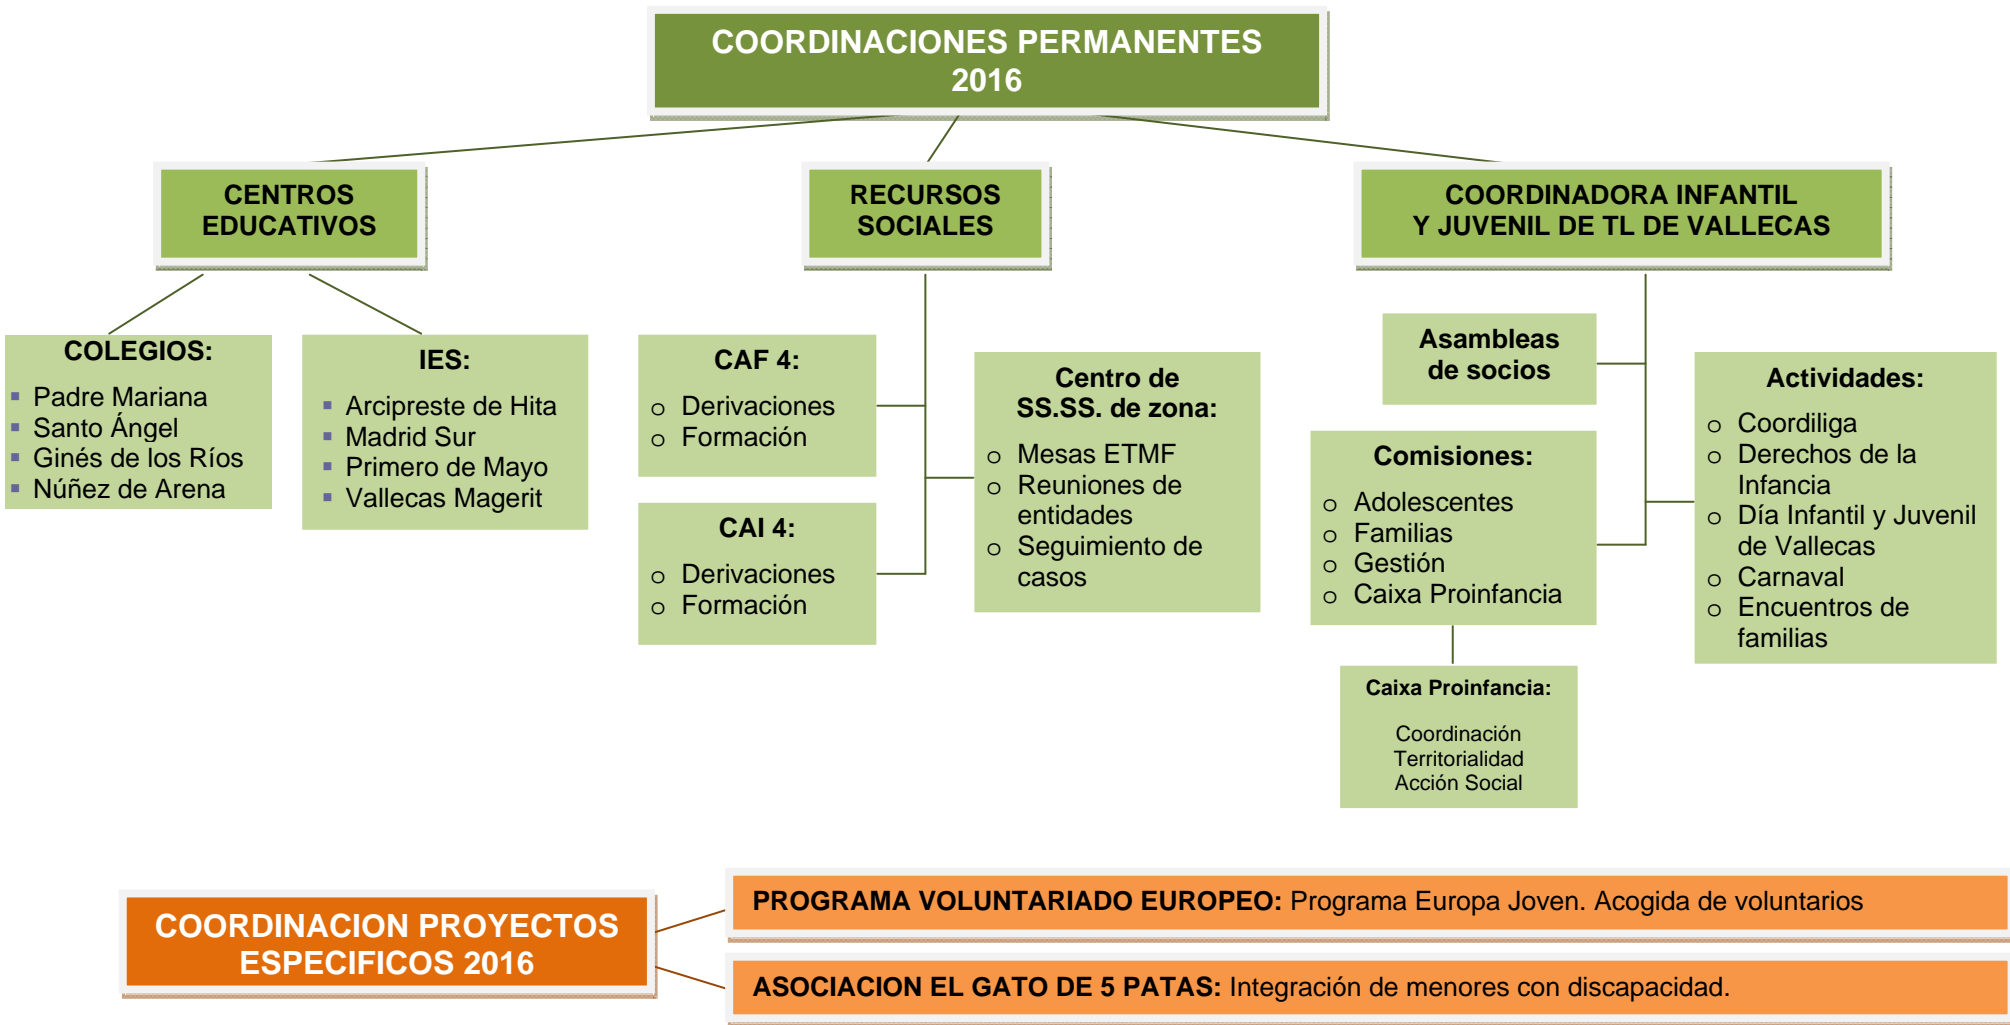 COORDINACIONES PERMANENTES
2016
CENTROS
EDUCATIVOS
RECURSOS
SOCIALES
COORDINADORA INFANTIL
Y JUVENIL DE TL DE VALLECAS
COLEGIOS:
▪ Padre Mariana
▪ Santo Ángel
▪ Ginés de los Ríos
▪ Núñez de Arena
IES:
▪ Arcipreste de Hita
▪ Madrid Sur
▪ Primero de Mayo
▪ Vallecas Magerit
CAF 4:
o Derivaciones
o Formación
CAI 4:
o Derivaciones
o Formación
Centro de
SS.SS. de zona:
o Mesas ETMF
o Reuniones de
entidades
o Seguimiento de
casos
Asambleas
de socios
Comisiones:
o Adolescentes
o Familias
o Gestión
o Caixa Proinfancia
Caixa Proinfancia:
Coordinación
Territorialidad
Acción Social
Actividades:
o Coordiliga
o Derechos de la
Infancia
o Día Infantil y Juvenil
de Vallecas
o Carnaval
o Encuentros de
familias
COORDINACION PROYECTOS
ESPECIFICOS 2016
PROGRAMA VOLUNTARIADO EUROPEO: Programa Europa Joven. Acogida de voluntarios
ASOCIACION EL GATO DE 5 PATAS: Integración de menores con discapacidad.